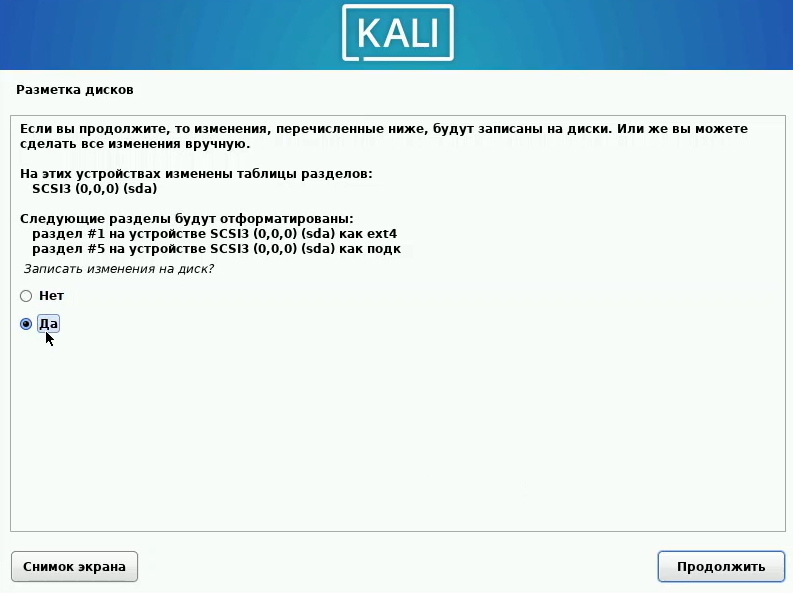 KALI
Разметка дисков
Если вы продолжите, то изменения, перечисленные ниже, будут записаны на диски. Или же вы можете
сделать все изменения вручную.
На этих устройствах изменены таблицы разделов:
SCSI3 (0,0,0) (sda)
Следующие разделы будут отформатированы:
раздел #1 на устройстве SCSI3 (0,0,0) (sda) как ext4
раздел #5 на устройстве SCSI3 (0,0,0) (sda) как подк
Записать изменения на диск?
Нет
Да
Снимок экрана
Продолжить